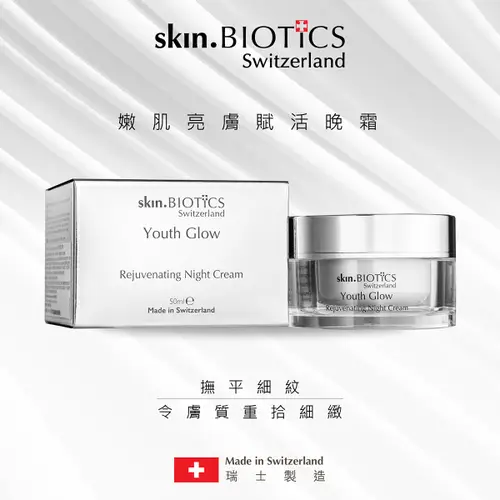 skin.BIOTiCS
Switzerland
嫩肌亮膚賦活晚霜
skin.BIOTiCS
Switzerland
Youth Glow
Rejuvenating Night Cream
50ml℮
Made in Switzerland
skin.BIOTiCS
Switzerland
Youth Glow
Rejuvenating Night Cream
撫平細紋
令膚質重拾細緻
Made in Switzerland
瑞士製造